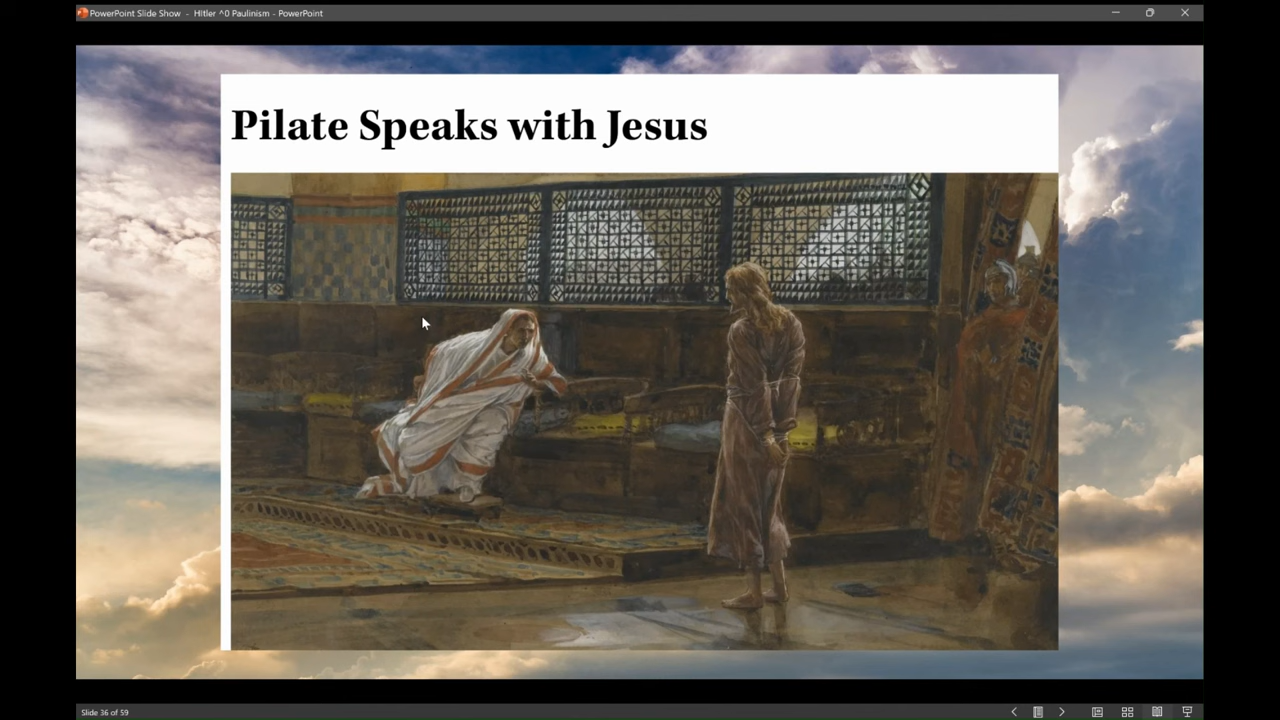 PowerPoint Slide Show - Hitler ^0 Paulinism - PowerPoint
Pilate Speaks with Jesus
Slide 36 of 59